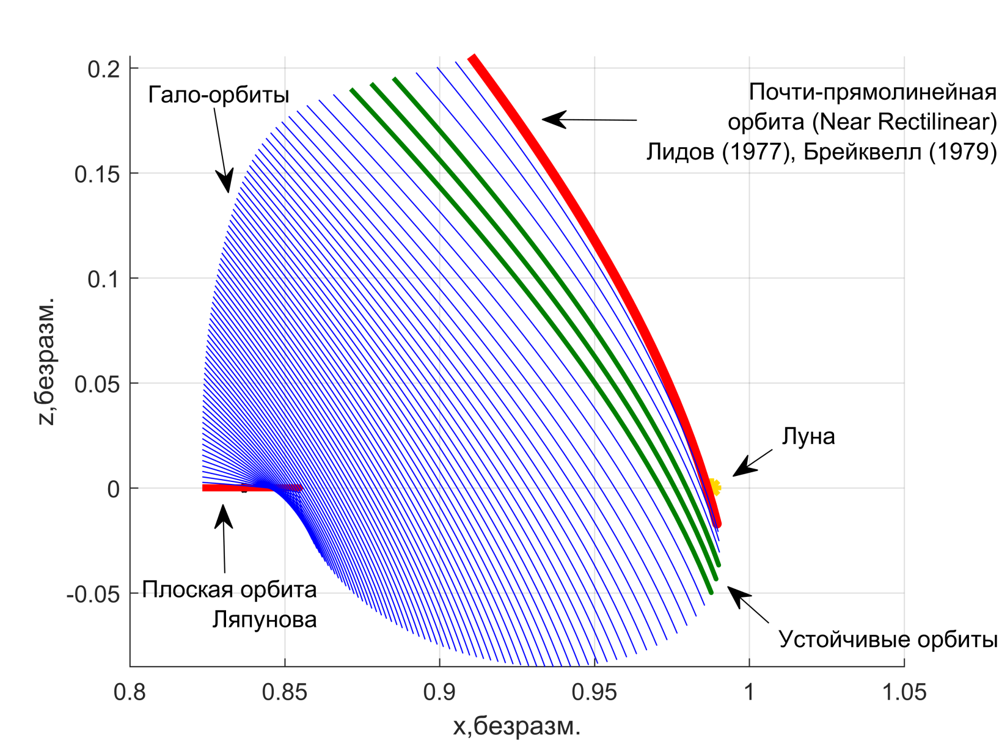 0.2
Гало-орбиты
Почти-прямолинейная
орбита (Near Rectilinear)
Лидов (1977), Брейквелл (1979)
0.15
0.1
z,безразм.
0.05
Луна
0
Плоская орбита
Ляпунова
-0.05
Устойчивые орбиты
0.8 0.85 0.9 0.95 1 1.05
x,безразм.